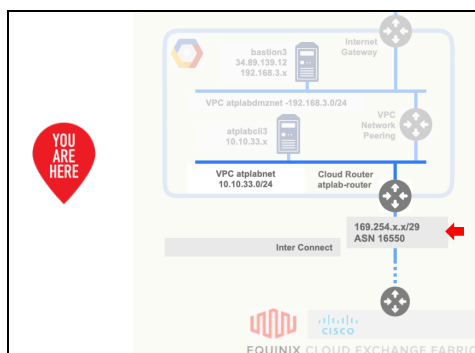 Internet
Gateway
bastion3
34.89.139.12
192.168.3.x
VPC atplabdmznet -192.168.3.0/24
YOU
ARE
HERE
atplabcli3
10.10.33.x
VPC
Network
Peering
VPC atplabnet
10.10.33.0/24
Cloud Router
atplab-router
169.254.x.x/29
ASN 16550
Inter Connect
CISCO
EQUINIX CLOUD EXCHANGE FABRIC